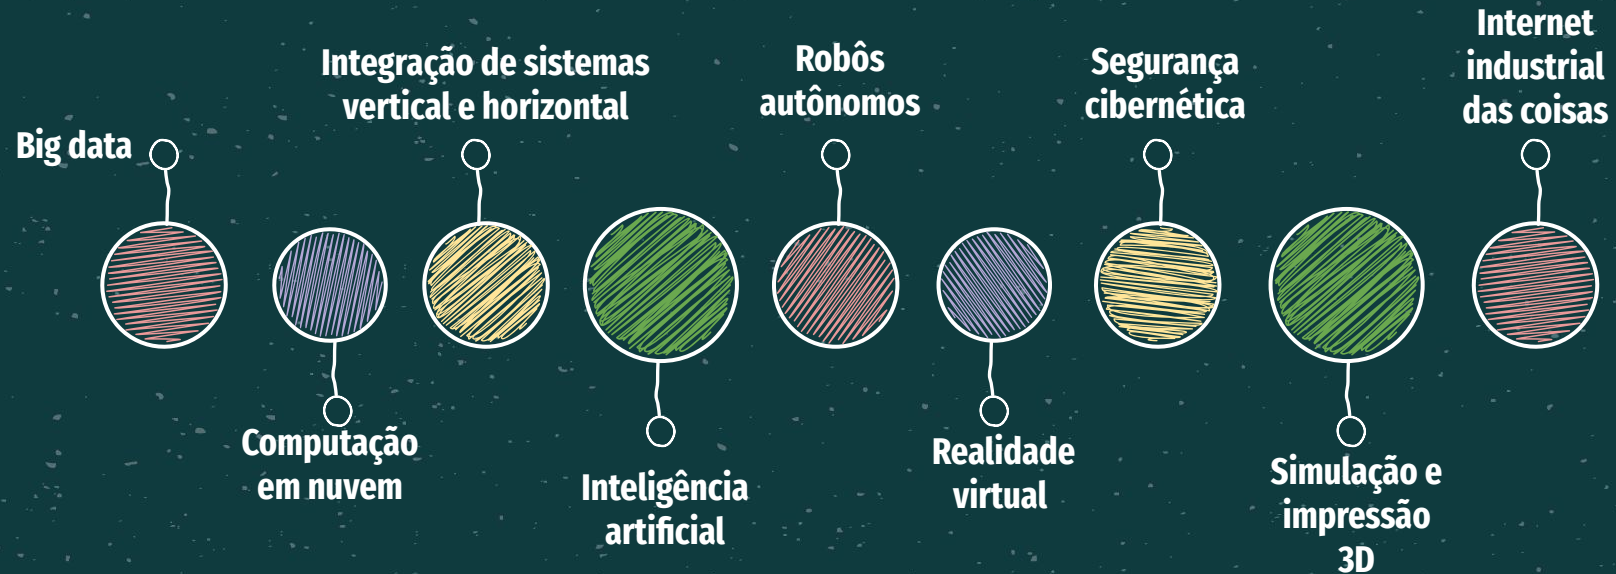 Big data
Computação
em nuvem
Integração de sistemas
vertical e horizontal
Inteligência
artificial
Robôs
autônomos
Realidade
virtual
Segurança
cibernética
Simulação e
impressão
3D
Internet
industrial
das coisas